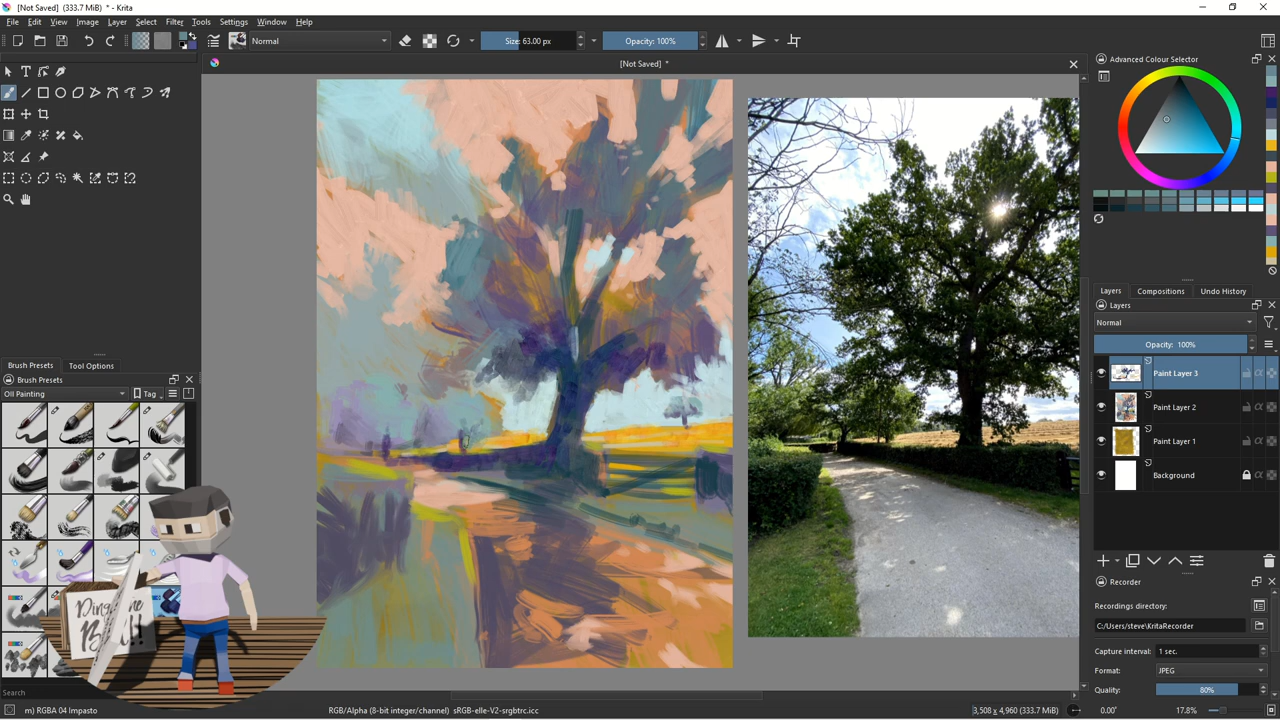 [Not Saved] (333.7 MiB) * - Krita
File Edit View Image Layer Select Filter Tools Settings Window Help
Normal
Size: 63.00 px
Opacity: 100%
[Not Saved] *
Advanced Colour Selector
Layers Compositions Undo History
Layers
Normal
Opacity: 100%
Paint Layer 3
Paint Layer 2
Paint Layer 1
Background
Recorder
Recordings directory:
C:/Users/steve\KritaRecorder
Capture interval: 1 sec.
Format: JPEG
Quality: 80%
Brush Presets Tool Options
Brush Presets
Oil Painting
Tag
Ding The
Search
m) RGBA 04 Impasto
RGB/Alpha (8-bit integer/channel) sRGB-elle-V2-srgbtrc.icc
3,508 x 4,960 (333.7 MiB)
0.00°
17.8%